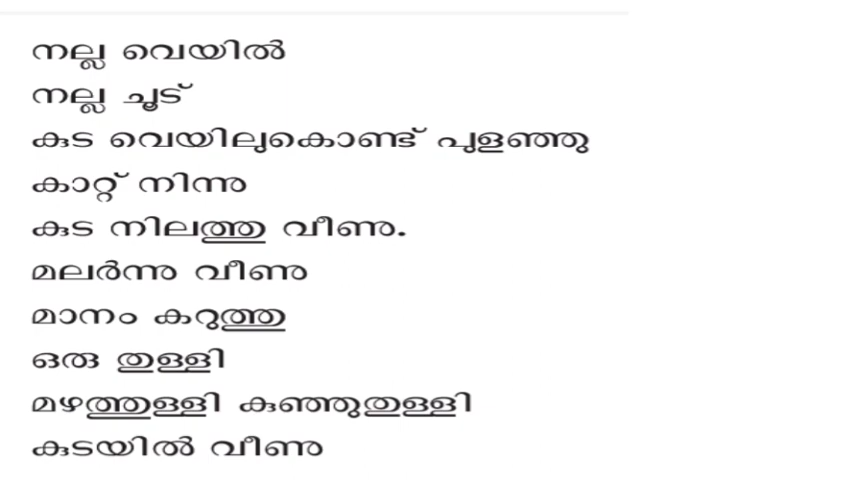 നല്ല വെയിൽ
നല്ല ചൂട്
കുട വെയിലുകൊണ്ട് പുളഞ്ഞു
കാറ്റ് നിന്നു
കുട നിലത്തു വീണു.
മലർന്നു വീണു
മാനം കറുത്തു
ഒരു തുള്ളി
മഴത്തുള്ളി കുഞ്ഞുതുള്ളി
കുടയിൽ വീണു